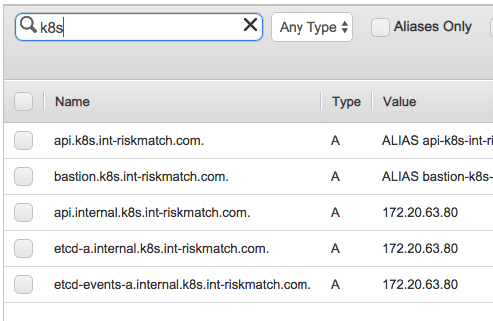 k8s
Any Type
Aliases Only
Name Type Value
api.k8s.int-riskmatch.com. A ALIAS api-k8s-int-ri
bastion.k8s.int-riskmatch.com. A ALIAS bastion-k8s-
api.internal.k8s.int-riskmatch.com. A 172.20.63.80
etcd-a.internal.k8s.int-riskmatch.com. A 172.20.63.80
etcd-events-a.internal.k8s.int-riskmatch.com. A 172.20.63.80